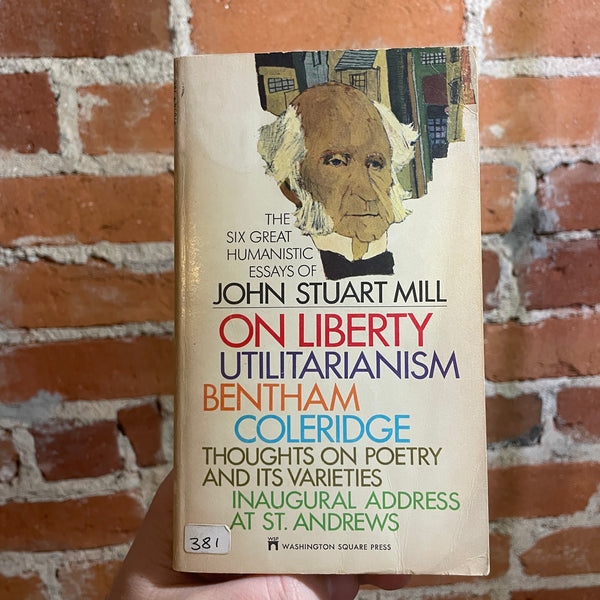 THE
SIX GREAT
HUMANISTIC
ESSAYS OF
JOHN STUART MILL
ON LIBERTY
UTILITARIANISM
BENTHAM
COLERIDGE
THOUGHTS ON POETRY
AND ITS VARIETIES
INAUGURAL ADDRESS
AT ST. ANDREWS
381
WSP
WASHINGTON SQUARE PRESS